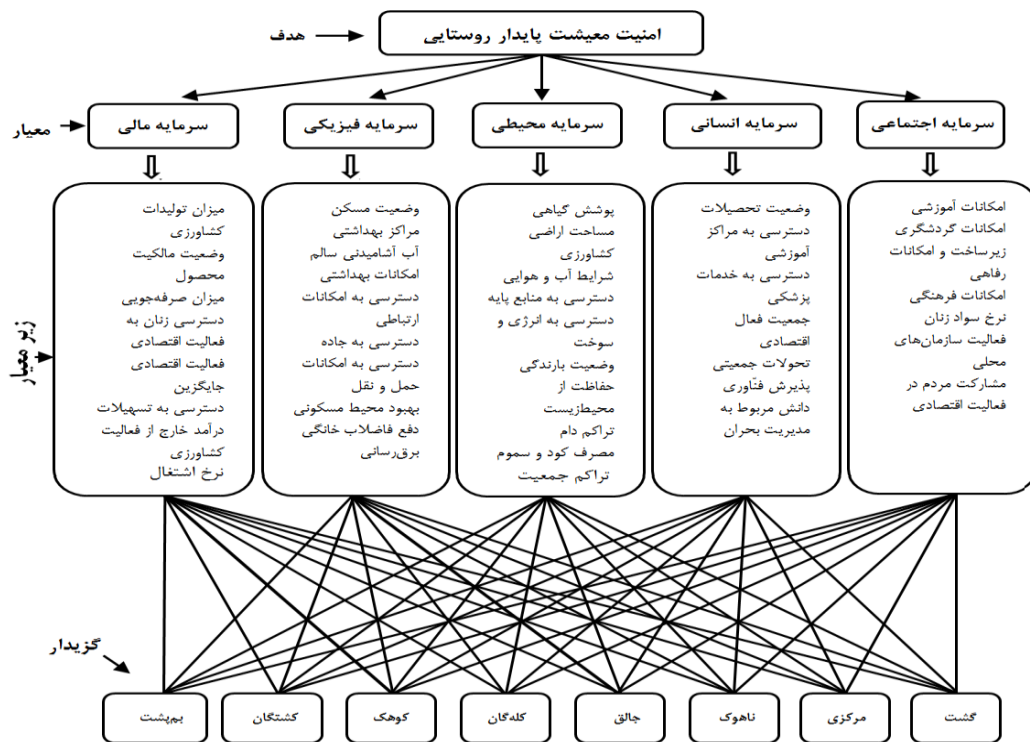 امنیت معیشت پایدار روستایی
هدف
معیار
سرمایه اجتماعی
سرمایه انسانی
سرمایه محیطی
سرمایه فیزیکی
سرمایه مالی
زیر معیار
امکانات آموزشی
امکانات گردشگری
زیرساخت و امکانات
رفاهی
امکانات فرهنگی
نرخ سواد زنان
فعالیت سازمان‌های
محلی
مشارکت مردم در
فعالیت اقتصادی
وضعیت تحصیلات
دسترسی به مراکز
آموزشی
دسترسی به خدمات
پزشکی
جمعیت فعال
اقتصادی
تحولات جمعیتی
پذیرش فنّاوری
دانش مربوط به
مدیریت بحران
پوشش گیاهی
مساحت اراضی
کشاورزی
شرایط آب و هوایی
دسترسی به منابع پایه
دسترسی به انرژی و
سوخت
وضعیت بارندگی
حفاظت از
محیط‌زیست
تراکم دام
مصرف کود و سموم
تراکم جمعیت
وضعیت مسکن
مراکز بهداشتی
آب آشامیدنی سالم
امکانات بهداشتی
دسترسی به امکانات
ارتباطی
دسترسی به جاده
دسترسی به امکانات
حمل و نقل
بهبود محیط مسکونی
دفع فاضلاب خانگی
برق‌رسانی
میزان تولیدات
کشاورزی
وضعیت مالکیت
محصول
میزان صرفه‌جویی
دسترسی زنان به
فعالیت اقتصادی
فعالیت اقتصادی
جایگزین
دسترسی به تسهیلات
درآمد خارج از فعالیت
کشاورزی
نرخ اشتغال
گزیدار
گشت
مرکزی
ناهوک
جالق
کله‌گان
کوهک
کشتگان
بم‌پشت